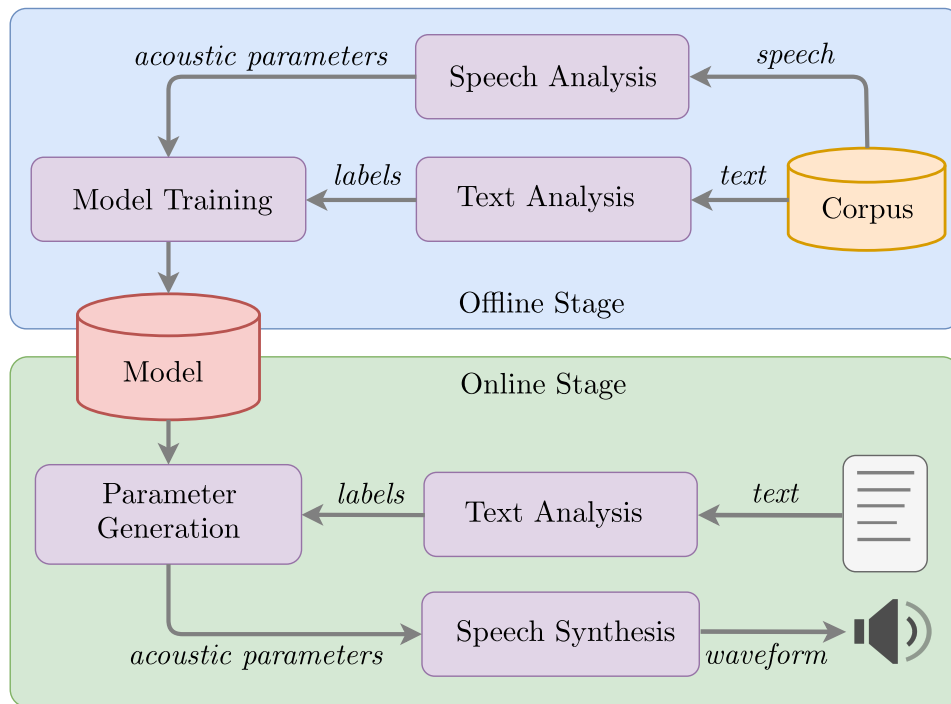 acoustic parameters
Speech Analysis
speech
Model Training
labels
Text Analysis
text
Corpus
Offline Stage
Model
Online Stage
Parameter
Generation
labels
Text Analysis
text
acoustic parameters
Speech Synthesis
waveform